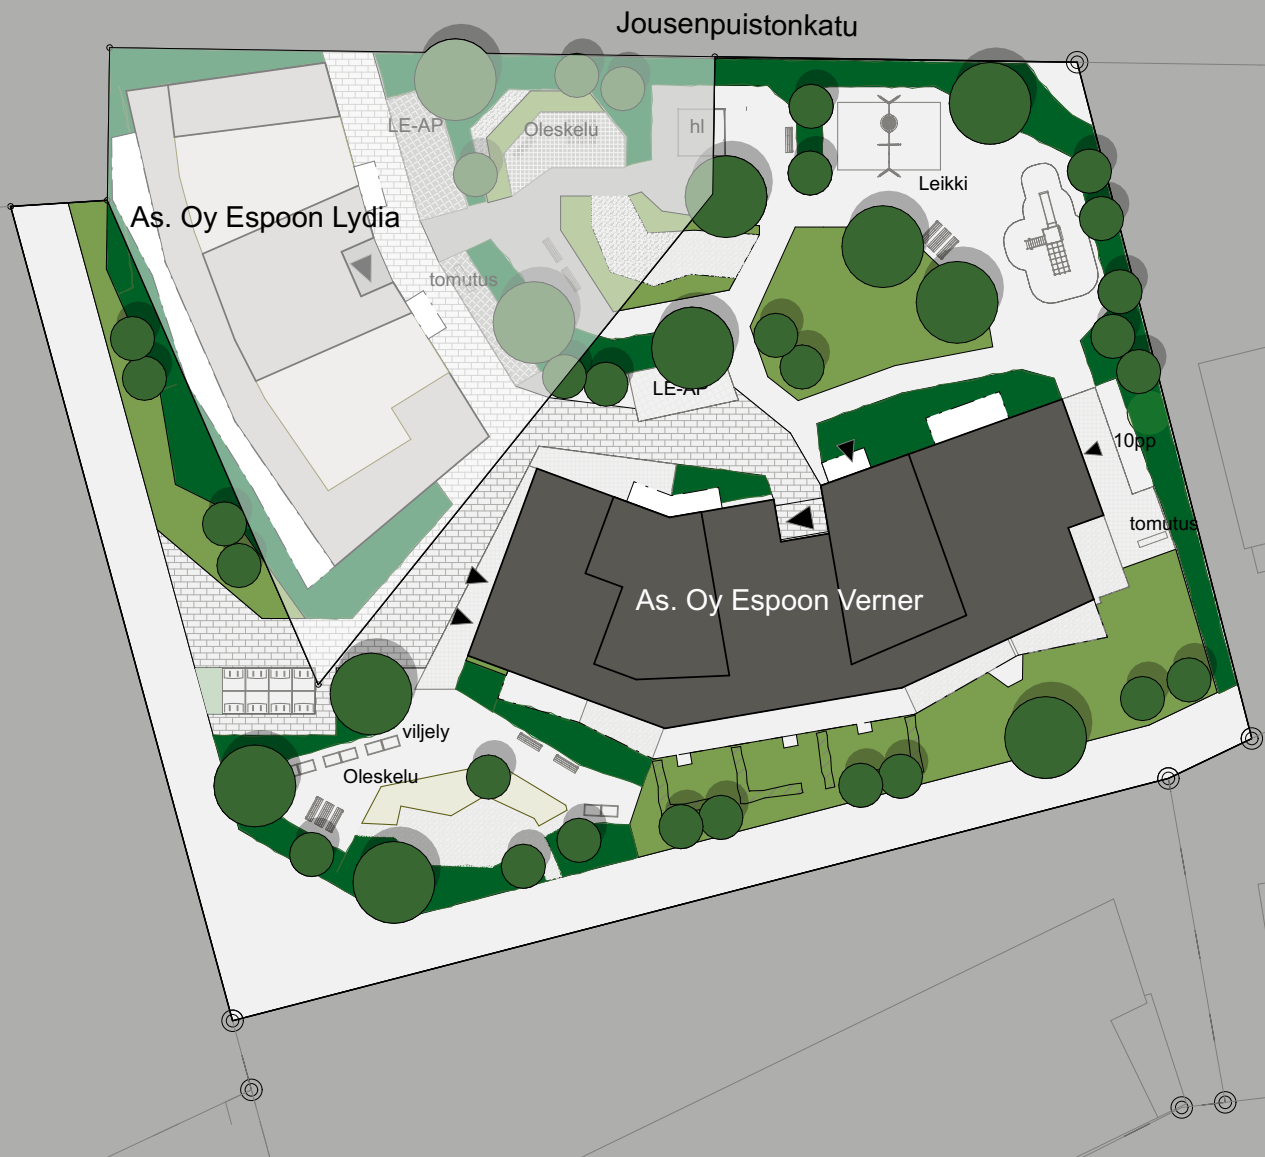 Jousenpuistonkatu
LE-AP
Oleskelu
hl
Leikki
As. Oy Espoon Lydia
tomutus
LE-AP
10pp
tomutus
As. Oy Espoon Verner
viljely
Oleskelu